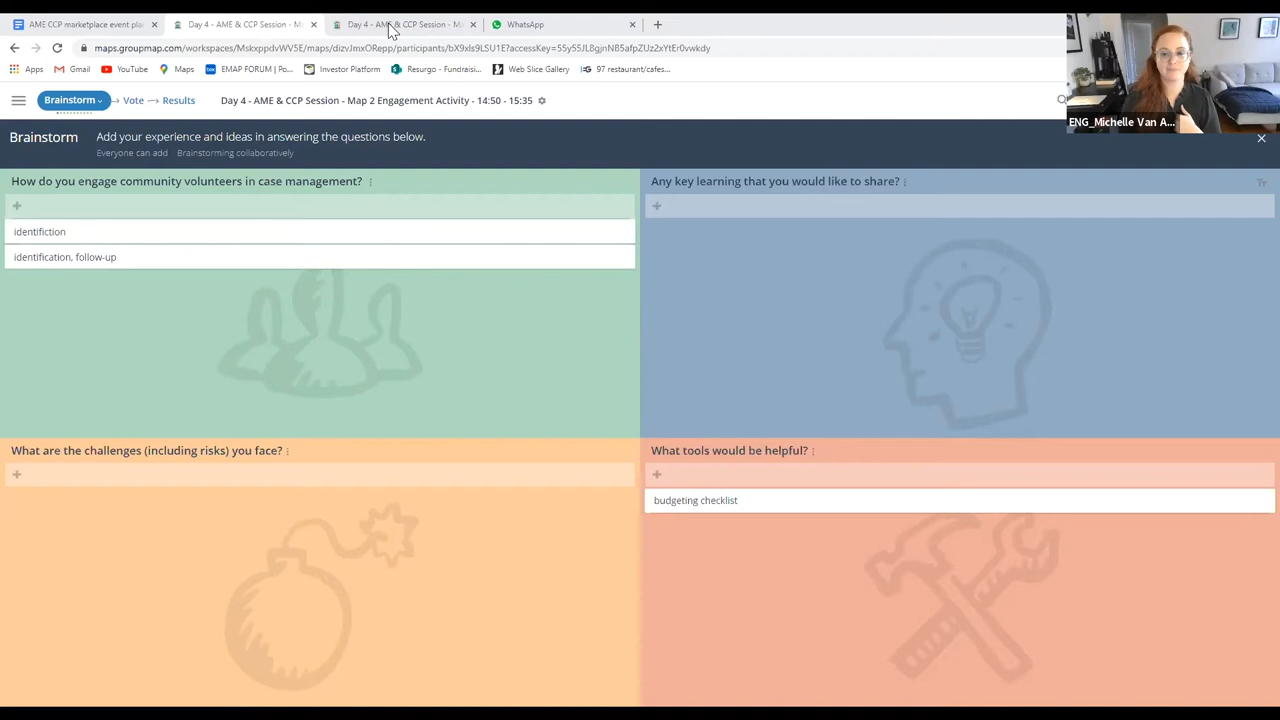 AME CCP marketplace event pla
Day 4 - AME & CCP Session - M
Day 4 - AME & CCP Session - Ma
WhatsApp
maps.groupmap.com/workspaces/MskxppdvWV5E/maps/dizvJmxORepp/participants/bX9xls9LSU1E?accessKey=55y55JL8gjnN85afpZUz2xYtEr0vwkdy
Apps
Gmail
YouTube
Maps
EMAP FORUM | Po...
Investor Platform
Resurgo - Fundraisi...
Web Slice Gallery
97 restaurant/cafes...
Brainstorm
Vote
Results
Day 4 - AME & CCP Session - Map 2 Engagement Activity - 14:50 - 15:35
ENG_Michelle Van A...
Brainstorm
Add your experience and ideas in answering the questions below.
Everyone can add
Brainstorming collaboratively
How do you engage community volunteers in case management?
identifiction
identification, follow-up
Any key learning that you would like to share?
What are the challenges (including risks) you face?
What tools would be helpful?
budgeting checklist